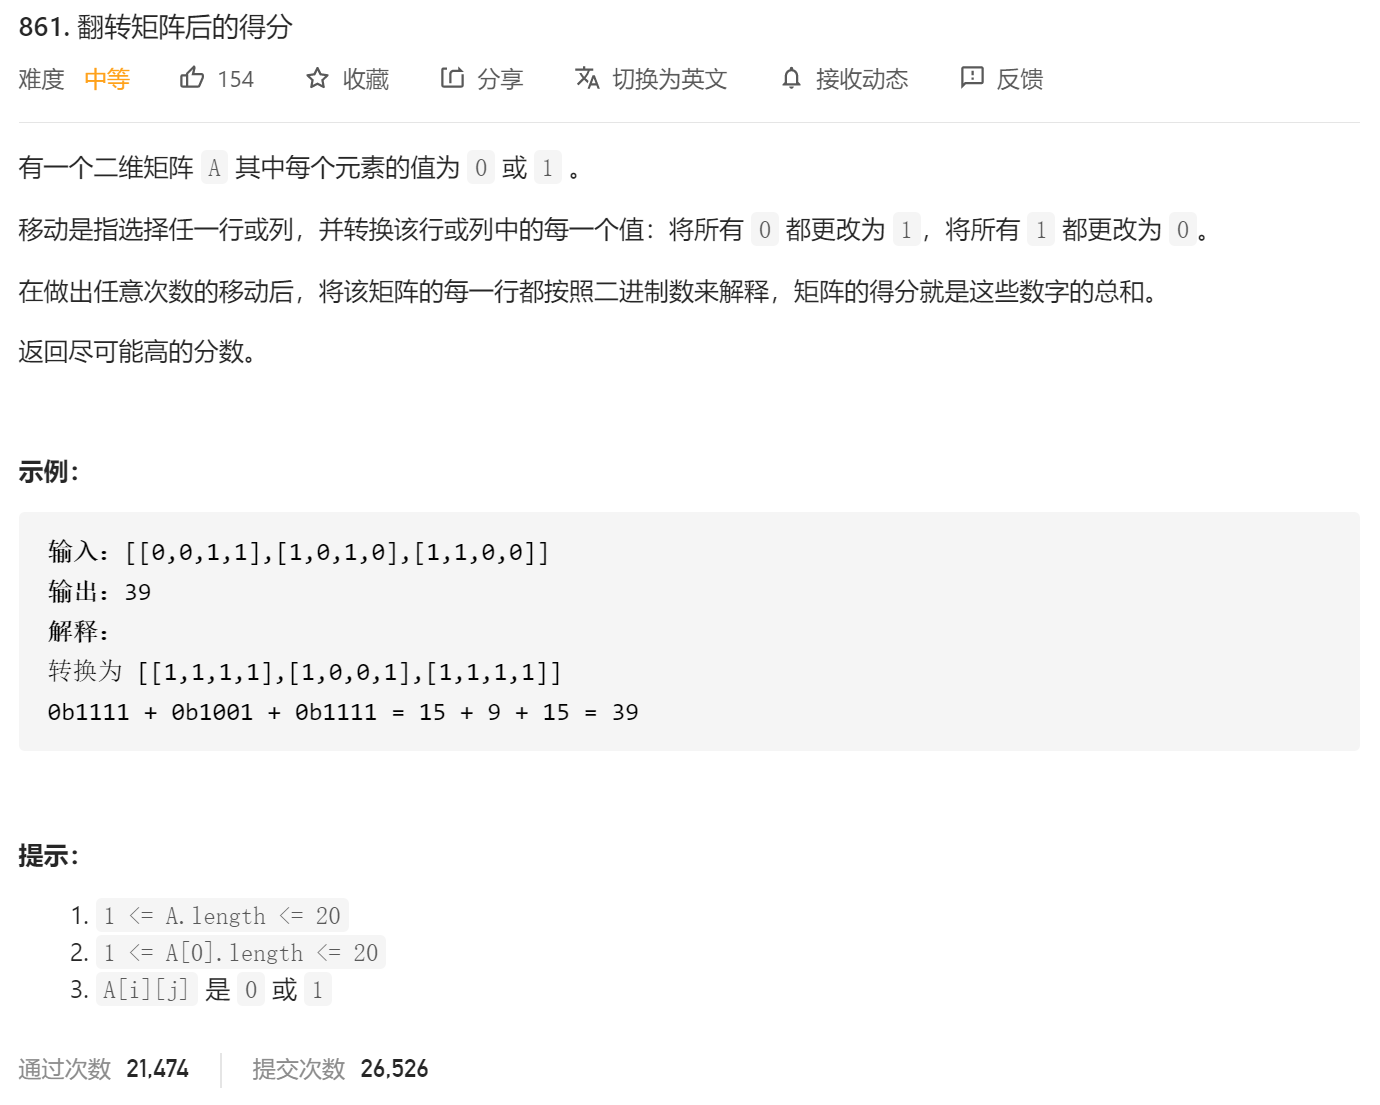 861. 翻转矩阵后的得分
难度 中等 154 收藏 分享 切换为英文 接收动态 反馈
有一个二维矩阵 A 其中每个元素的值为 0 或 1 。
移动是指选择任一行或列，并转换该行或列中的每一个值：将所有 0 都更改为 1，将所有 1 都更改为 0。
在做出任意次数的移动后，将该矩阵的每一行都按照二进制数来解释，矩阵的得分就是这些数字的总和。
返回尽可能高的分数。
示例：
输入：[[0,0,1,1],[1,0,1,0],[1,1,0,0]]
输出：39
解释：
转换为 [[1,1,1,1],[1,0,0,1],[1,1,1,1]]
0b1111 + 0b1001 + 0b1111 = 15 + 9 + 15 = 39
提示：
1. 1 <= A.length <= 20
2. 1 <= A[0].length <= 20
3. A[i][j] 是 0 或 1
通过次数 21,474 提交次数 26,526